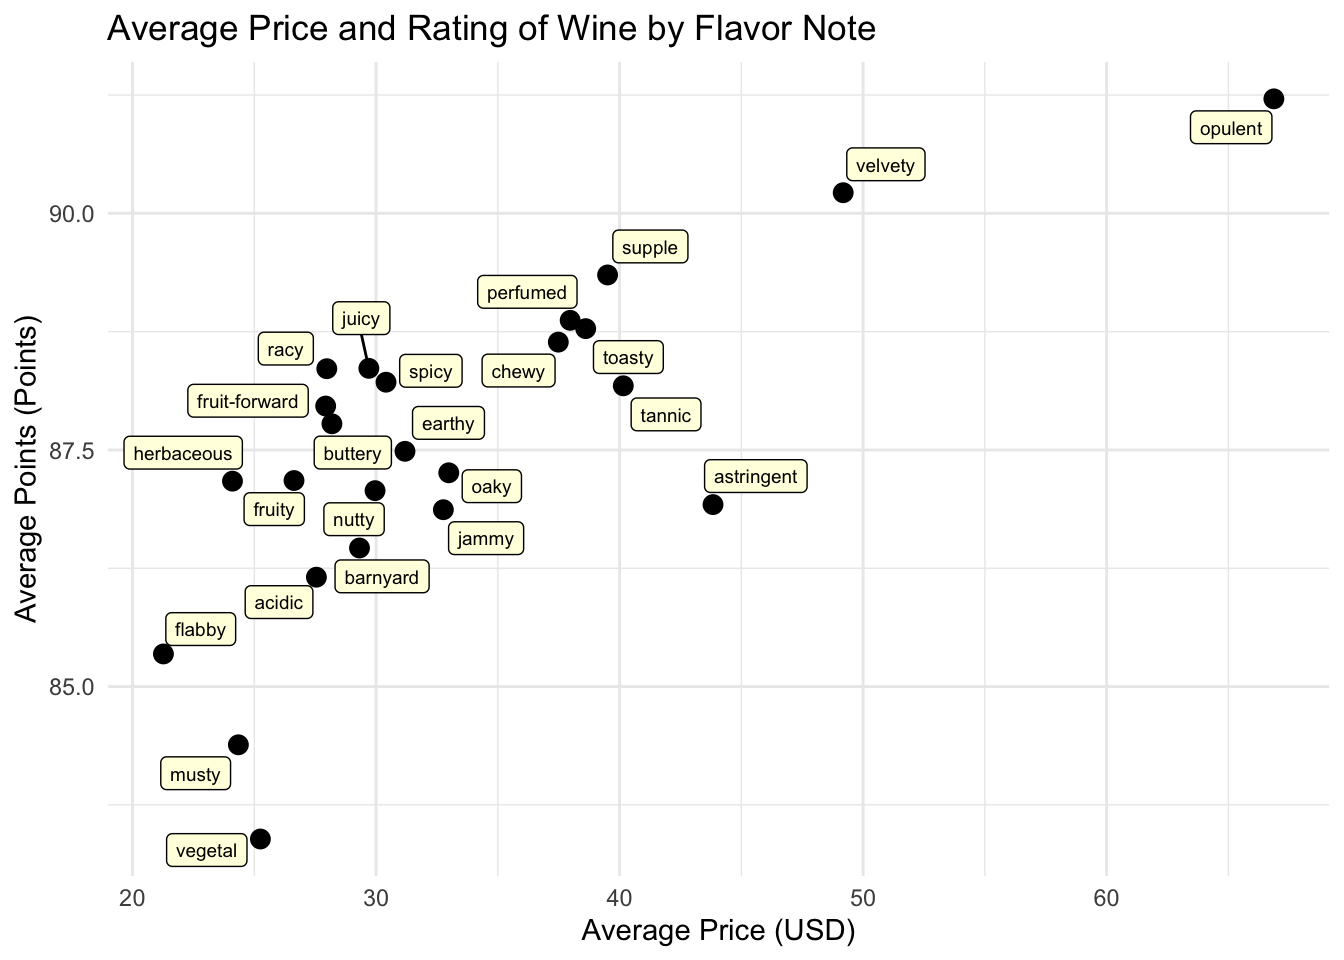 Average Price and Rating of Wine by Flavor Note
opulent
velvety
90.0
supple
perfumed
juicy
racy
toasty
spicy
chewy
fruit-forward
tannic
earthy
herbaceous
buttery
87.5
astringent
oaky
fruity
nutty
jammy
barnyard
acidic
flabby
85.0
musty
vegetal
20 30 40 50 60
Average Price (USD)
Average Points (Points)